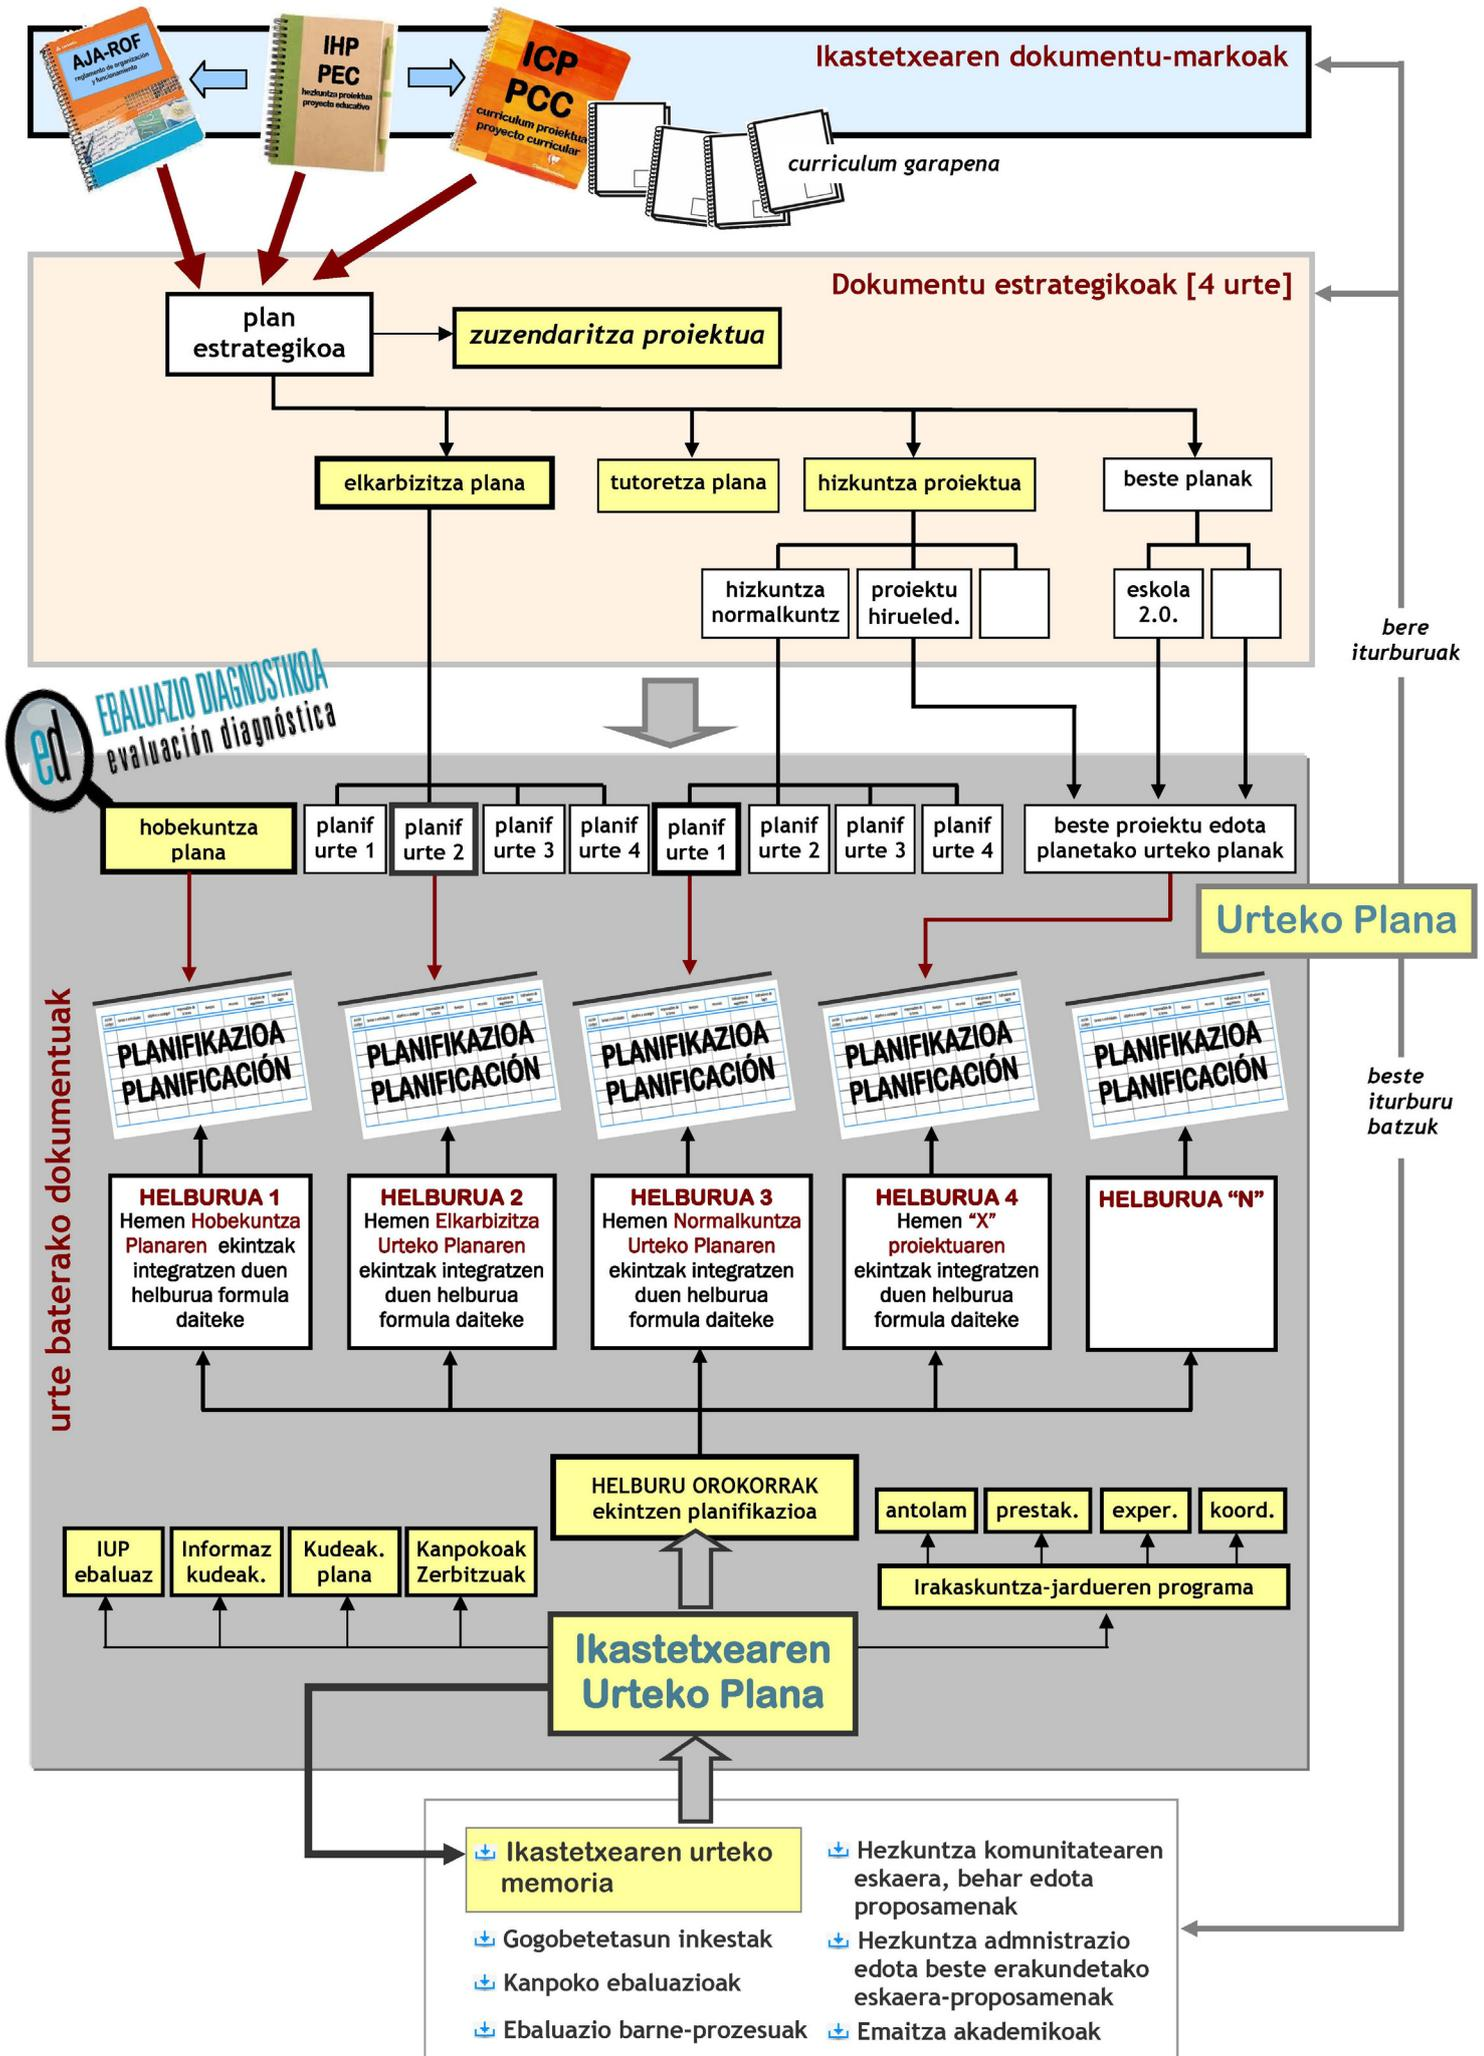 AJA-ROF
reglamento de organización
y funcionamiento
IHP
PEC
hezkuntza proiektua
proyecto educativo
ICP
PCC
curriculum proiektua
proyecto curricular
Ikastetxearen dokumentu-markoak
curriculum garapena
Dokumentu estrategikoak [4 urte]
plan
estrategikoa
zuzendaritza proiektua
elkarbizitza plana
tutoretza plana
hizkuntza proiektua
beste planak
hizkuntza
normalkuntz
proiektu
hirueled.
eskola
2.0.
bere
iturburuak
ed
EBALUAZIO DIAGNOSTIKOA
evaluación diagnóstica
hobekuntza
plana
planif
urte 1
planif
urte 2
planif
urte 3
planif
urte 4
planif
urte 1
planif
urte 2
planif
urte 3
planif
urte 4
beste proiektu edota
planetako urteko planak
Urteko Plana
urte baterako dokumentuak
PLANIFIKAZIOA
PLANIFICACIÓN
PLANIFIKAZIOA
PLANIFICACIÓN
PLANIFIKAZIOA
PLANIFICACIÓN
PLANIFIKAZIOA
PLANIFICACIÓN
PLANIFIKAZIOA
PLANIFICACIÓN
beste
iturburu
batzuk
HELBURUA 1
Hemen Hobekuntza
Planaren ekintzak
integratzen duen
helburua formula
daiteke
HELBURUA 2
Hemen Elkarbizitza
Urteko Planaren
ekintzak integratzen
duen helburua
formula daiteke
HELBURUA 3
Hemen Normalkuntza
Urteko Planaren
ekintzak integratzen
duen helburua
formula daiteke
HELBURUA 4
Hemen “X”
proiektuaren
ekintzak integratzen
duen helburua
formula daiteke
HELBURUA “N”
HELBURU OROKORRAK
ekintzen planifikazioa
antolam
prestak.
exper.
koord.
IUP
ebaluaz
Informaz
kudeak.
Kudeak.
plana
Kanpokoak
Zerbitzuak
Irakaskuntza-jardueren programa
Ikastetxearen
Urteko Plana
Ikastetxearen urteko
memoria
Gogobetetasun inkestak
Kanpoko ebaluazioak
Ebaluazio barne-prozesuak
Hezkuntza komunitatearen
eskaera, behar edota
proposamenak
Hezkuntza admnistrazio
edota beste erakundetako
eskaera-proposamenak
Emaitza akademikoak